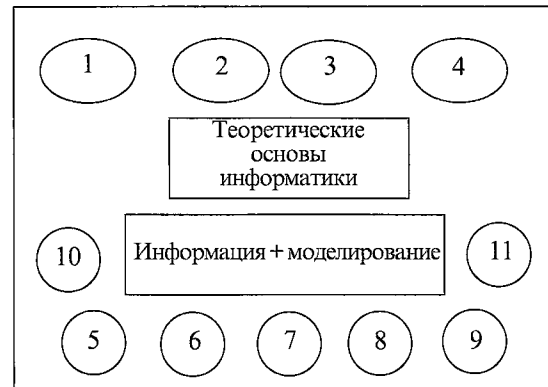 1 2 3 4
Теоретические
основы
информатики
10 Информация + моделирование 11
5 6 7 8 9